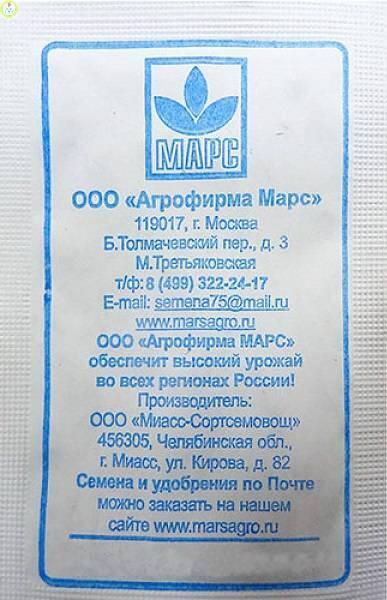 МАРС
ООО «Агрофирма Марс»
119017, г. Москва
Б.Толмачевский пер., д. 3
М.Третьяковская
т/ф: 8 (499) 322-24-17
E-mail: semena75@mail.ru
www.marsagro.ru
ООО «Агрофирма МАРС»
обеспечит высокий урожай
во всех регионах России!
Производитель:
ООО «Миасс-Сортсемовощ»
456305, Челябинская обл.,
г. Миасс, ул. Кирова, д. 82
Семена и удобрения по Почте
можно заказать на нашем
сайте www.marsagro.ru